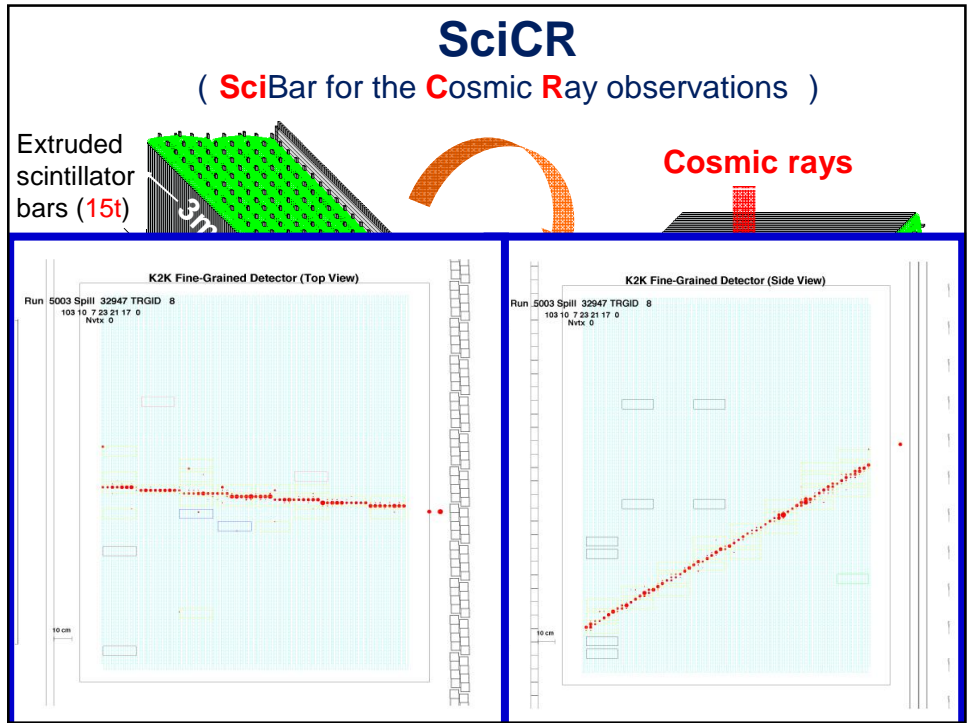 SciCR
( SciBar for the Cosmic Ray observations )
Extruded
scintillator
bars (15t)
3m
Cosmic rays
K2K Fine-Grained Detector (Top View)
Run 5003 Spill 32947 TRGID 8
103 10 7 23 21 17 0
Nvtx 0
10 cm
K2K Fine-Grained Detector (Side View)
Run 5003 Spill 32947 TRGID 8
103 10 7 23 21 17 0
Nvtx 0
10 cm